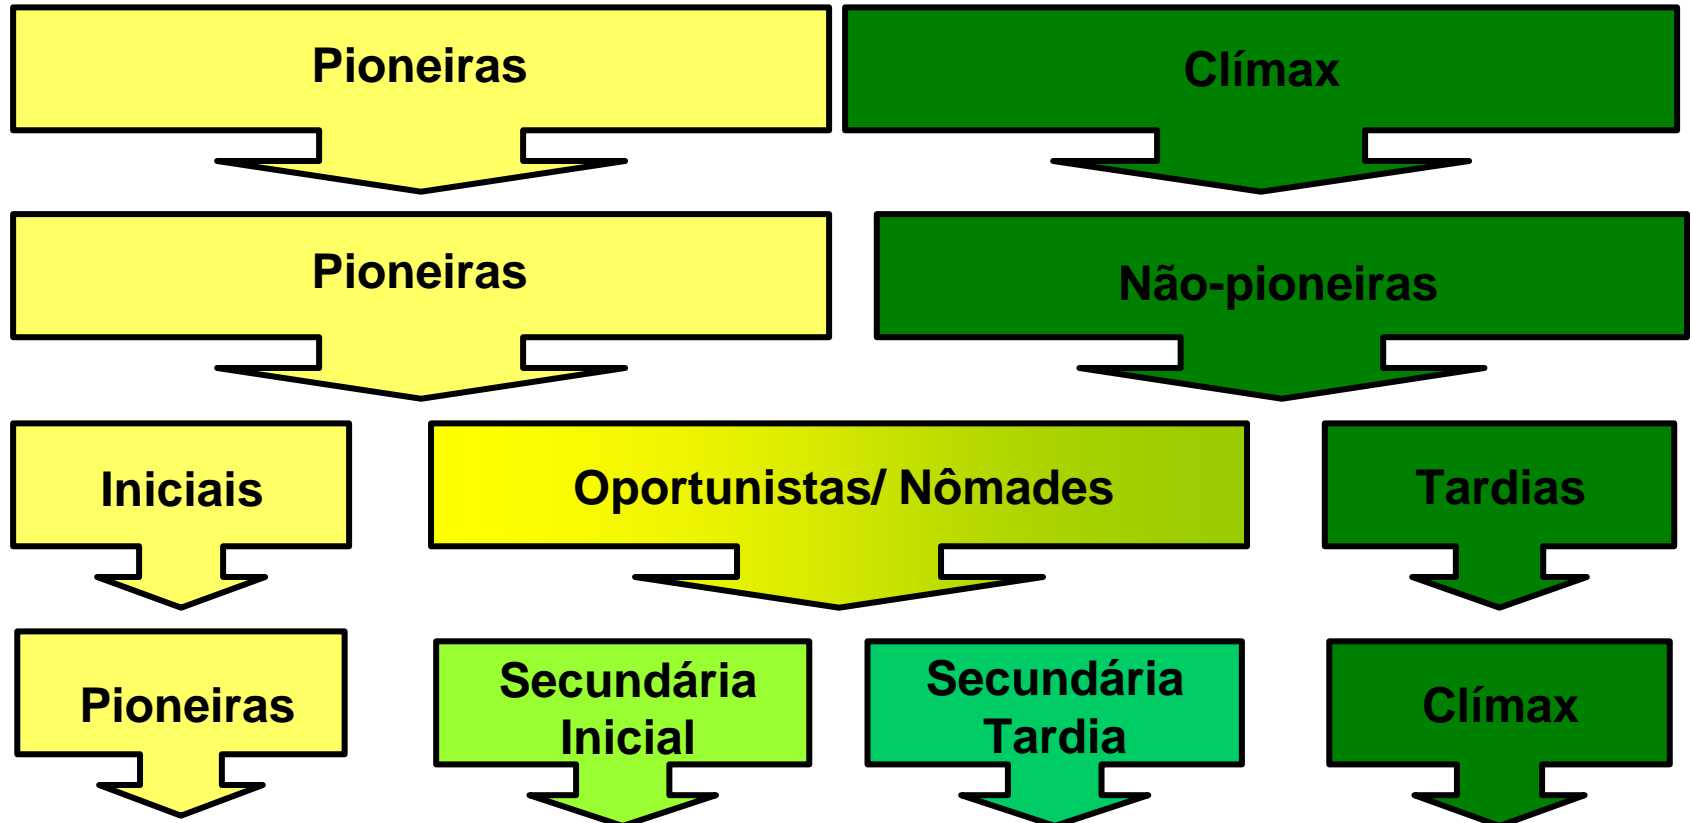 Pioneiras
Clímax
Pioneiras
Não-pioneiras
Iniciais
Oportunistas/ Nômades
Tardias
Pioneiras
Secundária
Inicial
Secundária
Tardia
Clímax